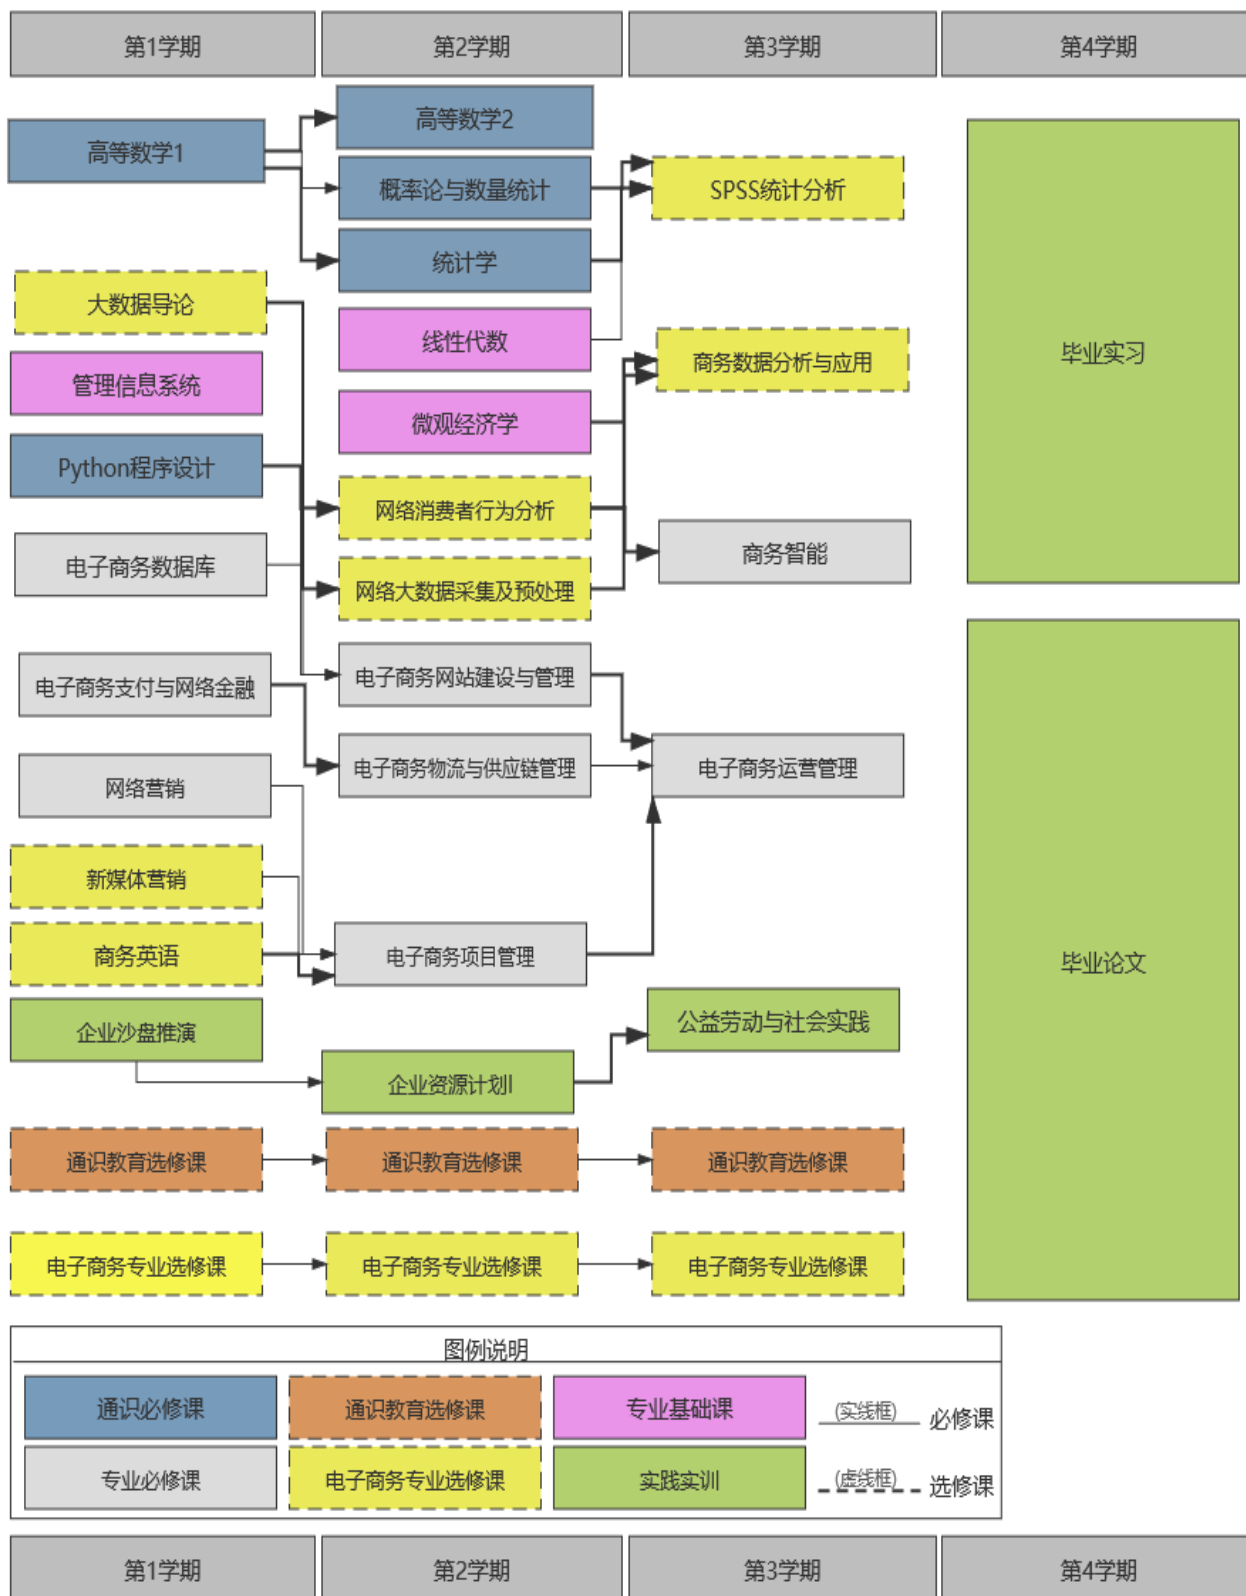 第1学期
第2学期
第3学期
第4学期
高等数学1
高等数学2
概率论与数量统计
SPSS统计分析
统计学
大数据导论
线性代数
管理信息系统
商务数据分析与应用
毕业实习
微观经济学
Python程序设计
网络消费者行为分析
电子商务数据库
商务智能
网络大数据采集及预处理
电子商务支付与网络金融
电子商务网站建设与管理
网络营销
电子商务物流与供应链管理
电子商务运营管理
新媒体营销
商务英语
电子商务项目管理
毕业论文
企业沙盘推演
公益劳动与社会实践
企业资源计划I
通识教育选修课
通识教育选修课
通识教育选修课
电子商务专业选修课
电子商务专业选修课
电子商务专业选修课
图例说明
通识必修课
通识教育选修课
专业基础课
(实线框)
必修课
专业必修课
电子商务专业选修课
实践实训
(虚线框)
选修课
第1学期
第2学期
第3学期
第4学期